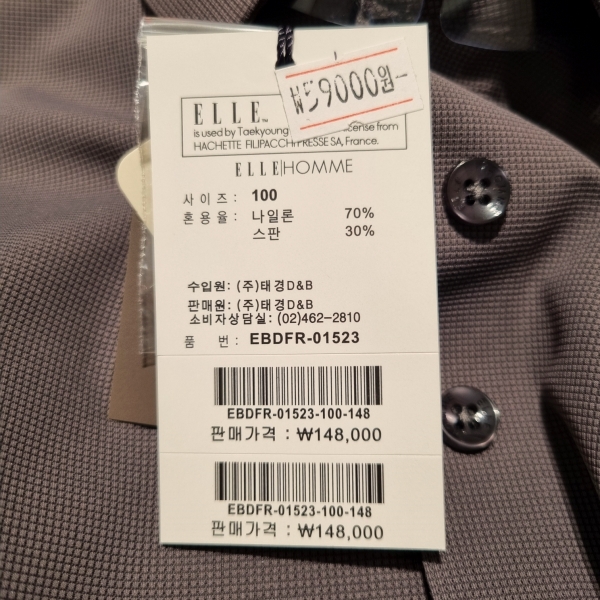 ₩59000원-
ELLE™
is used by Taekyoung license from
HACHETTE FILIPACCHI PRESSE SA, France.
ELLE|HOMME
사이즈 : 100
혼용율 : 나일론 70%
스판 30%
수입원: (주)태경D&B
판매원: (주)태경D&B
소비자상담실: (02)462-2810
품 번 : EBDFR-01523
EBDFR-01523-100-148
판매가격 : ₩148,000
EBDFR-01523-100-148
판매가격 : ₩148,000